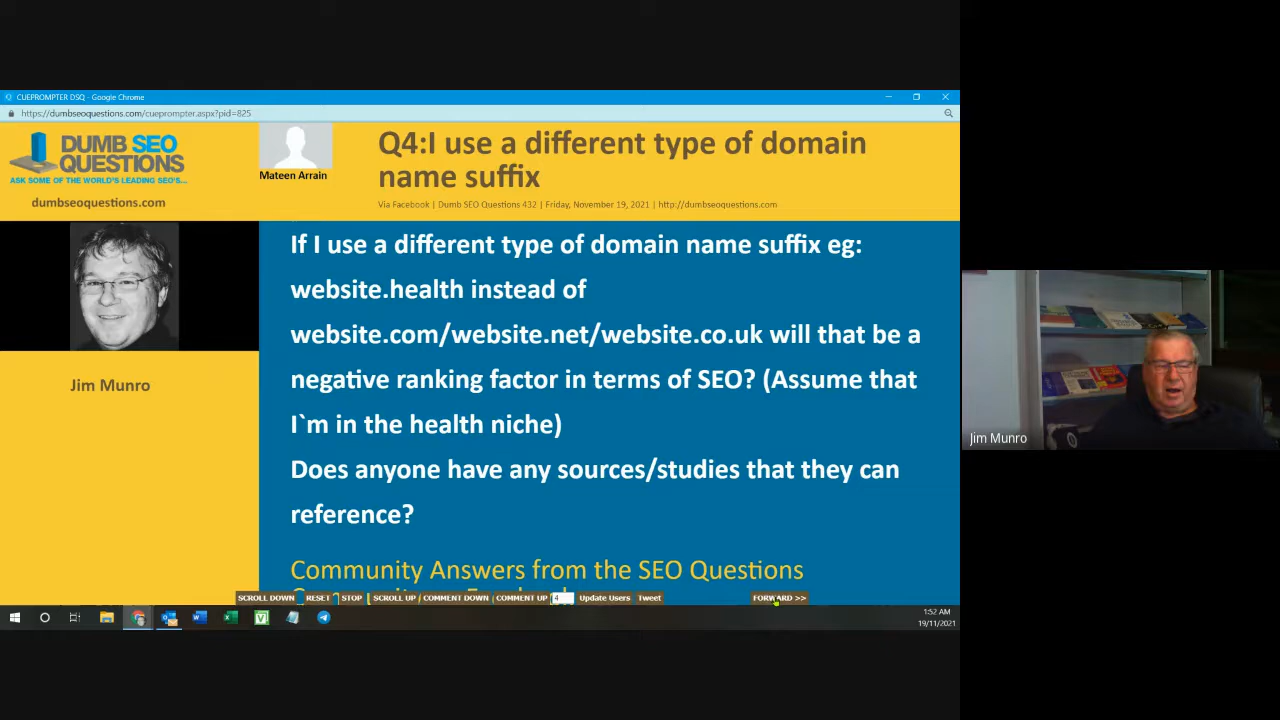 CUEPROMPTER DSQ - Google Chrome
https://dumbseoquestions.com/cueprompter.aspx?pid=825
DUMB SEO
QUESTIONS
ASK SOME OF THE WORLD'S LEADING SEO'S...
dumbseoquestions.com
Mateen Arrain
Q4:I use a different type of domain
name suffix
Via Facebook | Dumb SEO Questions 432 | Friday, November 19, 2021 | http://dumbseoquestions.com
Jim Munro
If I use a different type of domain name suffix eg:
website.health instead of
website.com/website.net/website.co.uk will that be a
negative ranking factor in terms of SEO? (Assume that
I`m in the health niche)
Does anyone have any sources/studies that they can
reference?
Community Answers from the SEO Questions
SCROLL DOWN RESET STOP SCROLL UP COMMENT DOWN COMMENT UP 4 Update Users Tweet FORWARD >>
1:52 AM
19/11/2021
Jim Munro